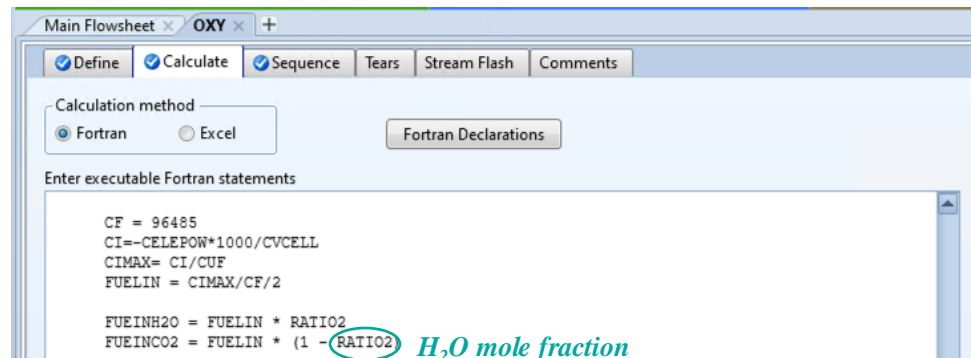 Main Flowsheet × OXY × +
Define Calculate Sequence Tears Stream Flash Comments
Calculation method
Fortran Excel
Fortran Declarations
Enter executable Fortran statements
CF = 96485
CI=-CELEPOW*1000/CVCELL
CIMAX= CI/CUF
FUELIN = CIMAX/CF/2
FUEINH2O = FUELIN * RATIO2
FUEINCO2 = FUELIN * (1 - RATIO2) H₂O mole fraction